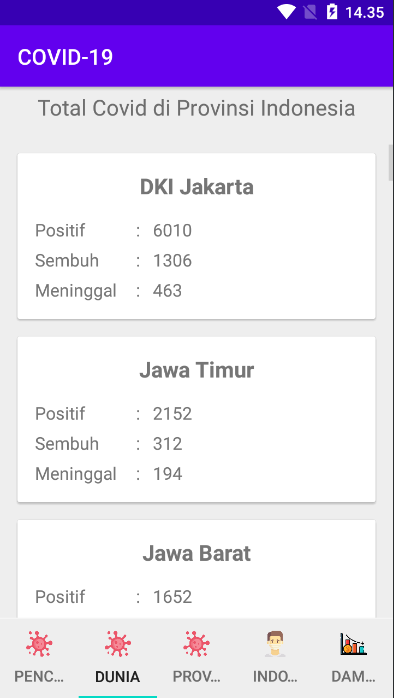 14.35
COVID-19
Total Covid di Provinsi Indonesia
DKI Jakarta
Positif : 6010
Sembuh : 1306
Meninggal : 463
Jawa Timur
Positif : 2152
Sembuh : 312
Meninggal : 194
Jawa Barat
Positif : 1652
PENC... DUNIA PROV... INDO... DAM...